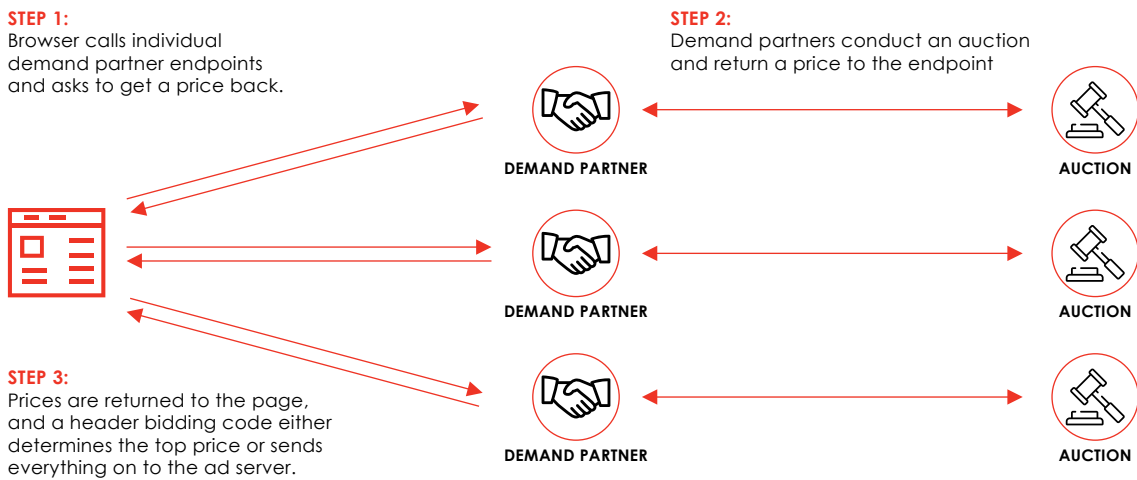 STEP 1:
Browser calls individual
demand partner endpoints
and asks to get a price back.
STEP 2:
Demand partners conduct an auction
and return a price to the endpoint
DEMAND PARTNER
AUCTION
DEMAND PARTNER
AUCTION
STEP 3:
Prices are returned to the page,
and a header bidding code either
determines the top price or sends
everything on to the ad server.
DEMAND PARTNER
AUCTION